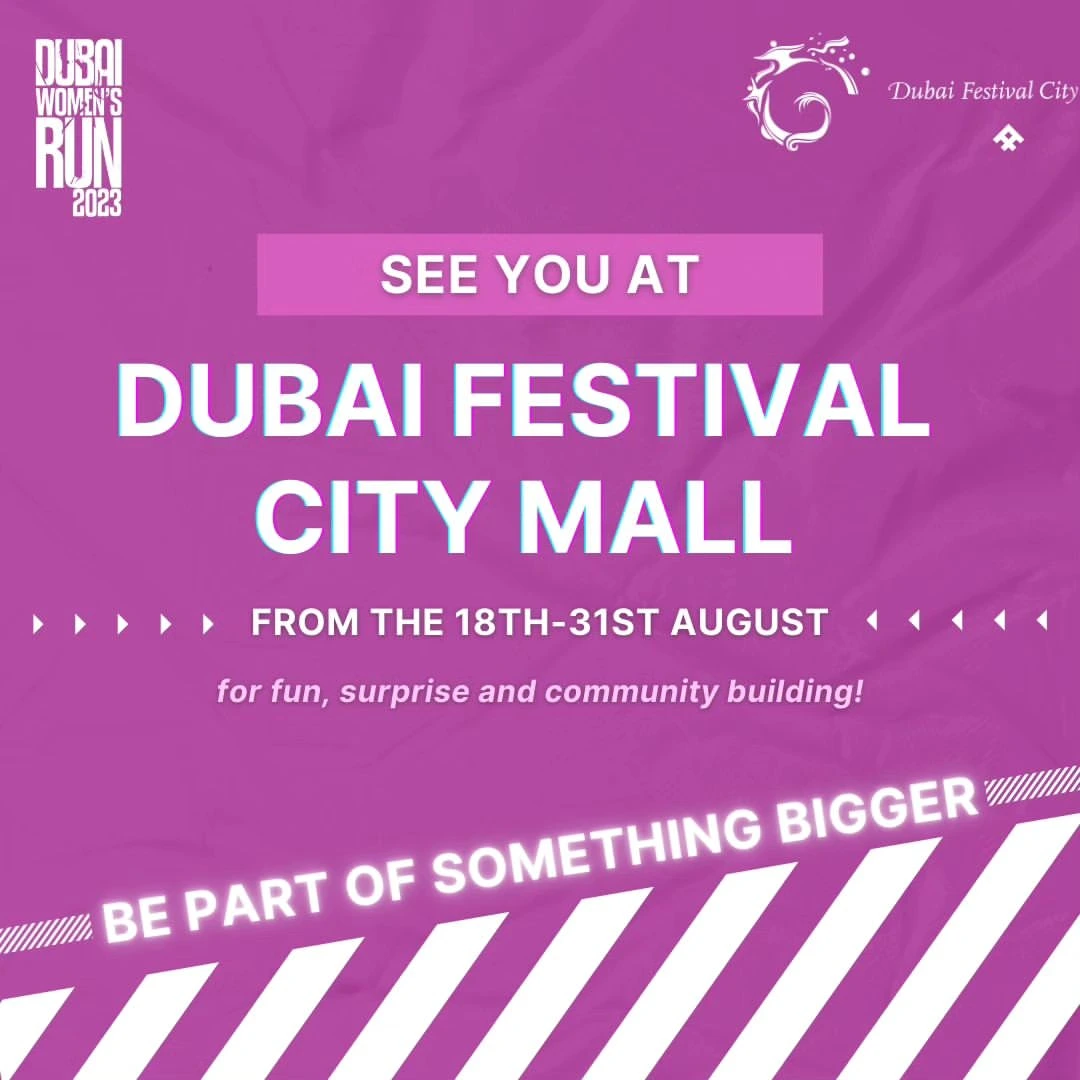 DUBAI
WOMEN'S
RUN
2023
Dubai Festival City
SEE YOU AT
DUBAI FESTIVAL
CITY MALL
FROM THE 18TH-31ST AUGUST
for fun, surprise and community building!
BE PART OF SOMETHING BIGGER